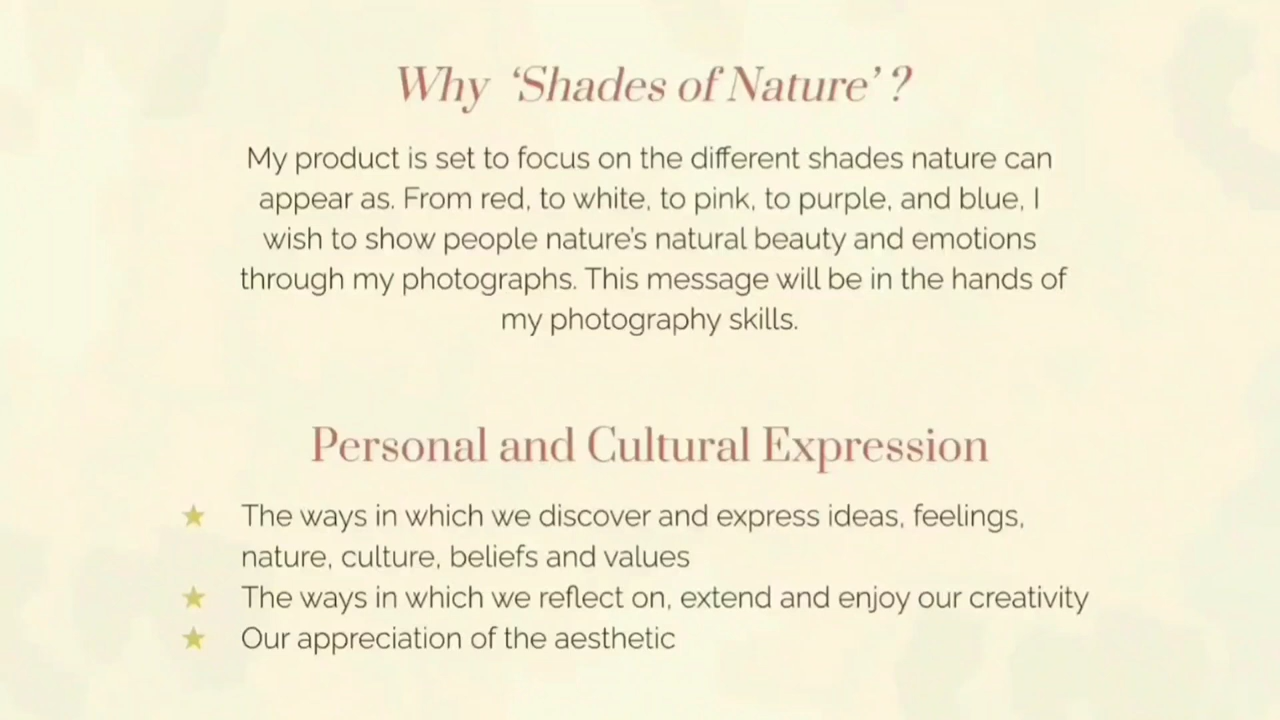 Why ‘Shades of Nature’ ?
My product is set to focus on the different shades nature can
appear as. From red, to white, to pink, to purple, and blue, I
wish to show people nature's natural beauty and emotions
through my photographs. This message will be in the hands of
my photography skills.
Personal and Cultural Expression
The ways in which we discover and express ideas, feelings,
nature, culture, beliefs and values
The ways in which we reflect on, extend and enjoy our creativity
Our appreciation of the aesthetic